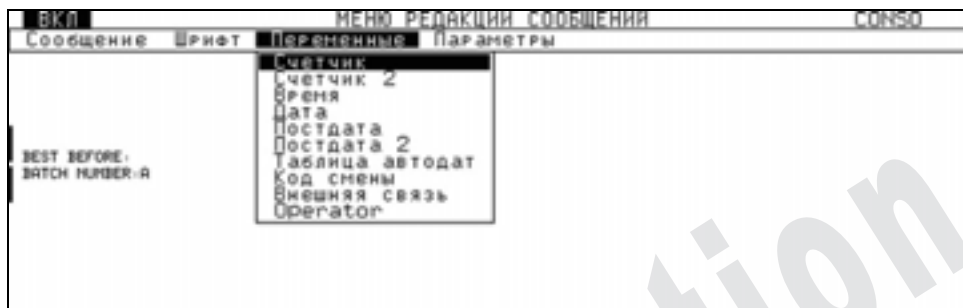 ВКЛ МЕНЮ РЕДАКЦИИ СООБЩЕНИЯ CONSO
Сообщение Шрифт Переменные Параметры
Счетчик
Счетчик 2
Время
Дата
Постдата
Постдата 2
Таблица автодат
Код смены
Внешняя связь
Operator
BEST BEFORE:
BATCH NUMBER:A